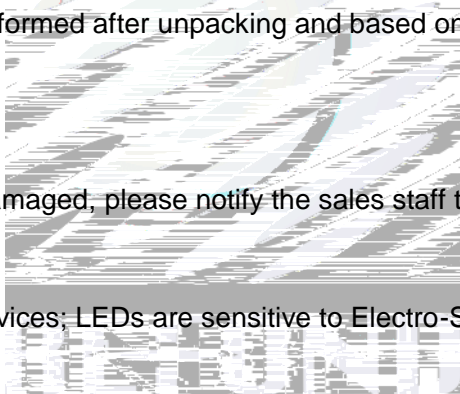 formed after unpacking and based on
maged, please notify the sales staff t
vices; LEDs are sensitive to Electro-S